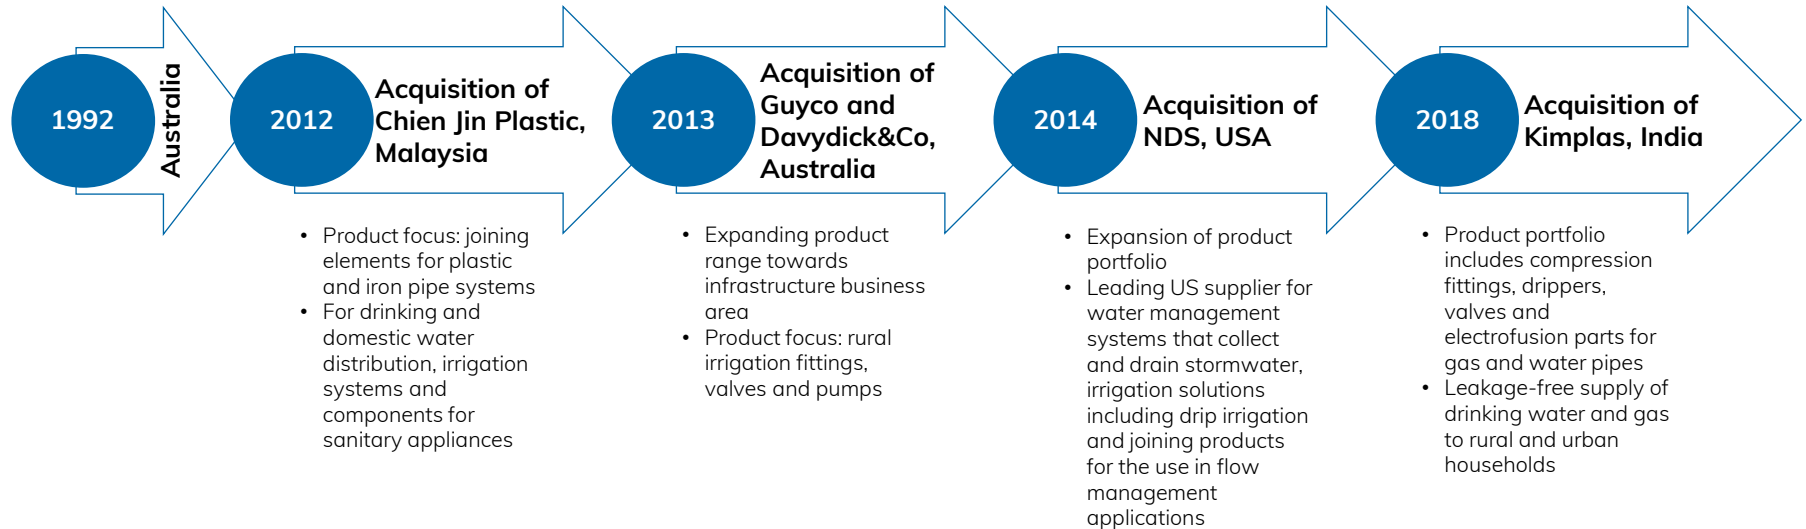 1992
Australia
2012
Acquisition of
Chien Jin Plastic,
Malaysia
• Product focus: joining
elements for plastic
and iron pipe systems
• For drinking and
domestic water
distribution, irrigation
systems and
components for
sanitary appliances
2013
Acquisition of
Guyco and
Davydick&Co,
Australia
• Expanding product
range towards
infrastructure business
area
• Product focus: rural
irrigation fittings,
valves and pumps
2014
Acquisition of
NDS, USA
• Expansion of product
portfolio
• Leading US supplier for
water management
systems that collect
and drain stormwater,
irrigation solutions
including drip irrigation
and joining products
for the use in flow
management
applications
2018
Acquisition of
Kimplas, India
• Product portfolio
includes compression
fittings, drippers,
valves and
electrofusion parts for
gas and water pipes
• Leakage-free supply of
drinking water and gas
to rural and urban
households